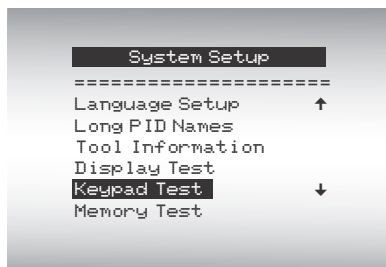 System Setup
======================
Language Setup ↑
Long PID Names
Tool Information
Display Test
Keypad Test ↓
Memory Test